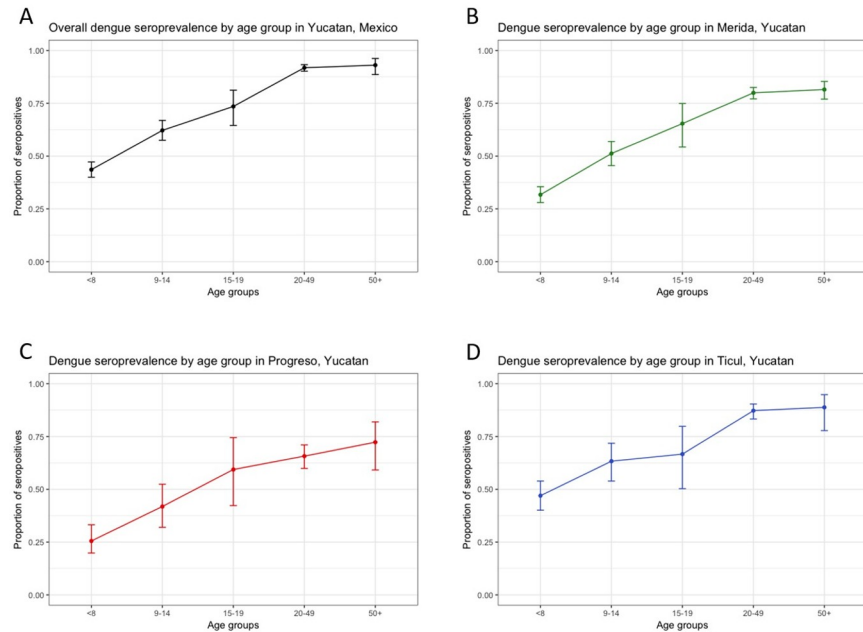 A
Overall dengue seroprevalence by age group in Yucatan, Mexico
1.00
0.75
0.50
0.25
0.00
Proportion of seropositives
<8 9-14 15-19 20-49 50+
Age groups
B
Dengue seroprevalence by age group in Merida, Yucatan
1.00
0.75
0.50
0.25
0.00
Proportion of seropositives
<8 9-14 15-19 20-49 50+
Age groups
C
Dengue seroprevalence by age group in Progreso, Yucatan
1.00
0.75
0.50
0.25
0.00
Proportion of seropositives
<8 9-14 15-19 20-49 50+
Age groups
D
Dengue seroprevalence by age group in Ticul, Yucatan
1.00
0.75
0.50
0.25
0.00
Proportion of seropositives
<8 9-14 15-19 20-49 50+
Age groups